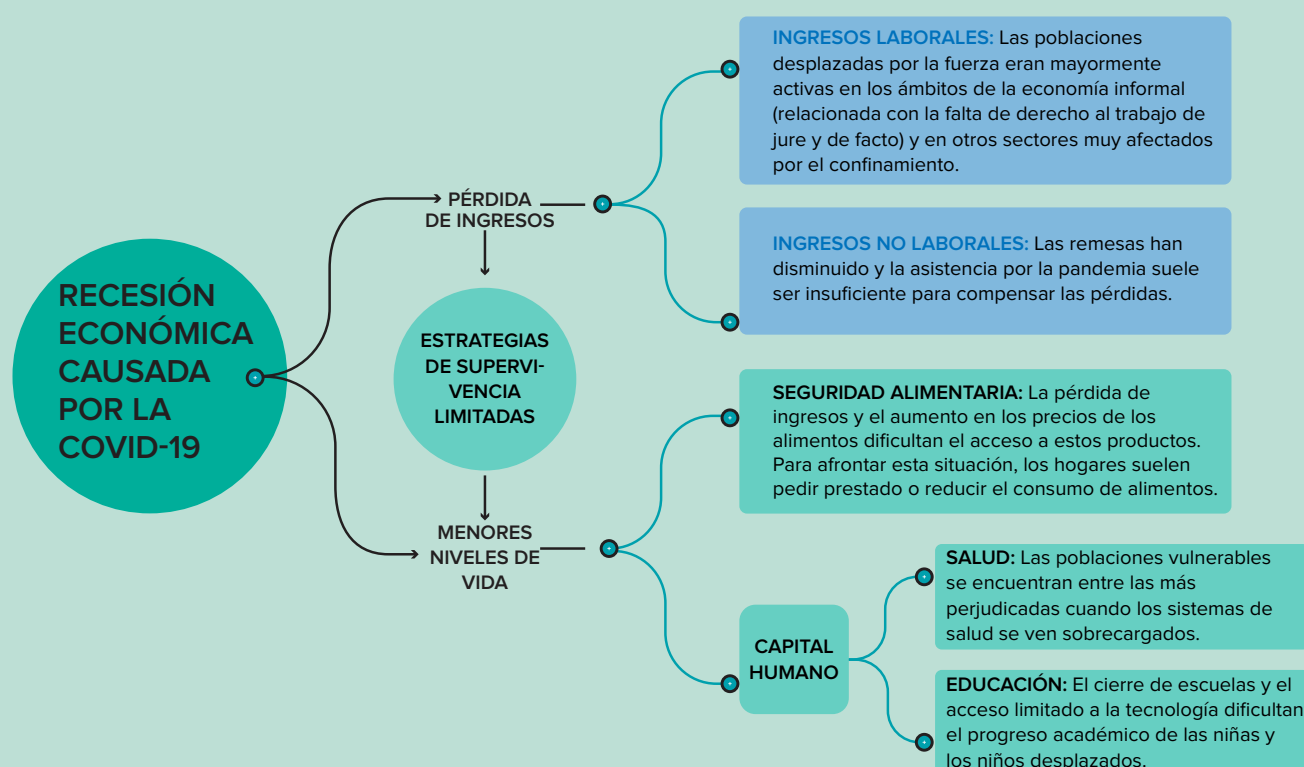 RECESIÓN
ECONÓMICA
CAUSADA
POR LA
COVID-19
PÉRDIDA
DE INGRESOS
ESTRATEGIAS
DE SUPERVI-
VENCIA
LIMITADAS
MENORES
NIVELES DE
VIDA
INGRESOS LABORALES: Las poblaciones
desplazadas por la fuerza eran mayormente
activas en los ámbitos de la economía informal
(relacionada con la falta de derecho al trabajo de
jure y de facto) y en otros sectores muy afectados
por el confinamiento.
INGRESOS NO LABORALES: Las remesas han
disminuido y la asistencia por la pandemia suele
ser insuficiente para compensar las pérdidas.
SEGURIDAD ALIMENTARIA: La pérdida de
ingresos y el aumento en los precios de los
alimentos dificultan el acceso a estos productos.
Para afrontar esta situación, los hogares suelen
pedir prestado o reducir el consumo de alimentos.
CAPITAL
HUMANO
SALUD: Las poblaciones vulnerables
se encuentran entre las más
perjudicadas cuando los sistemas de
salud se ven sobrecargados.
EDUCACIÓN: El cierre de escuelas y el
acceso limitado a la tecnología dificultan
el progreso académico de las niñas y
los niños desplazados.